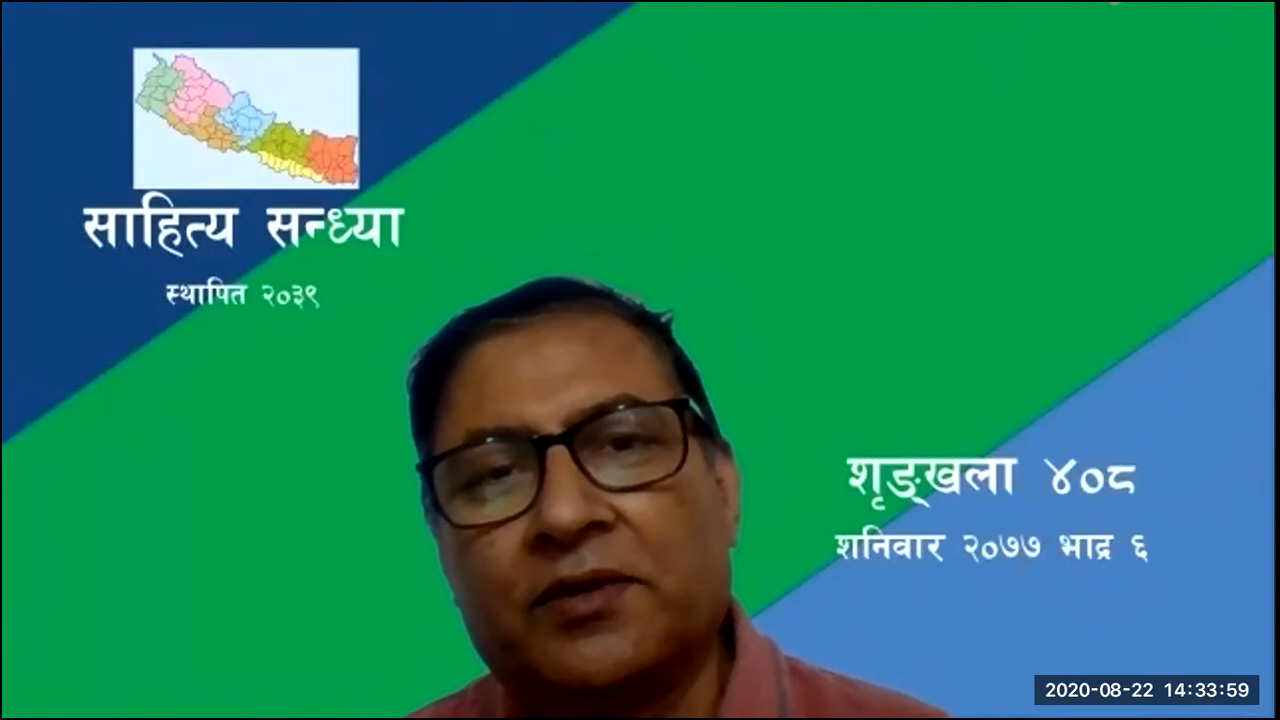 साहित्य सन्ध्या
स्थापित २०३९
शृङ्खला ४०८
शनिवार २०७७ भाद्र ६
2020-08-22 14:33:59